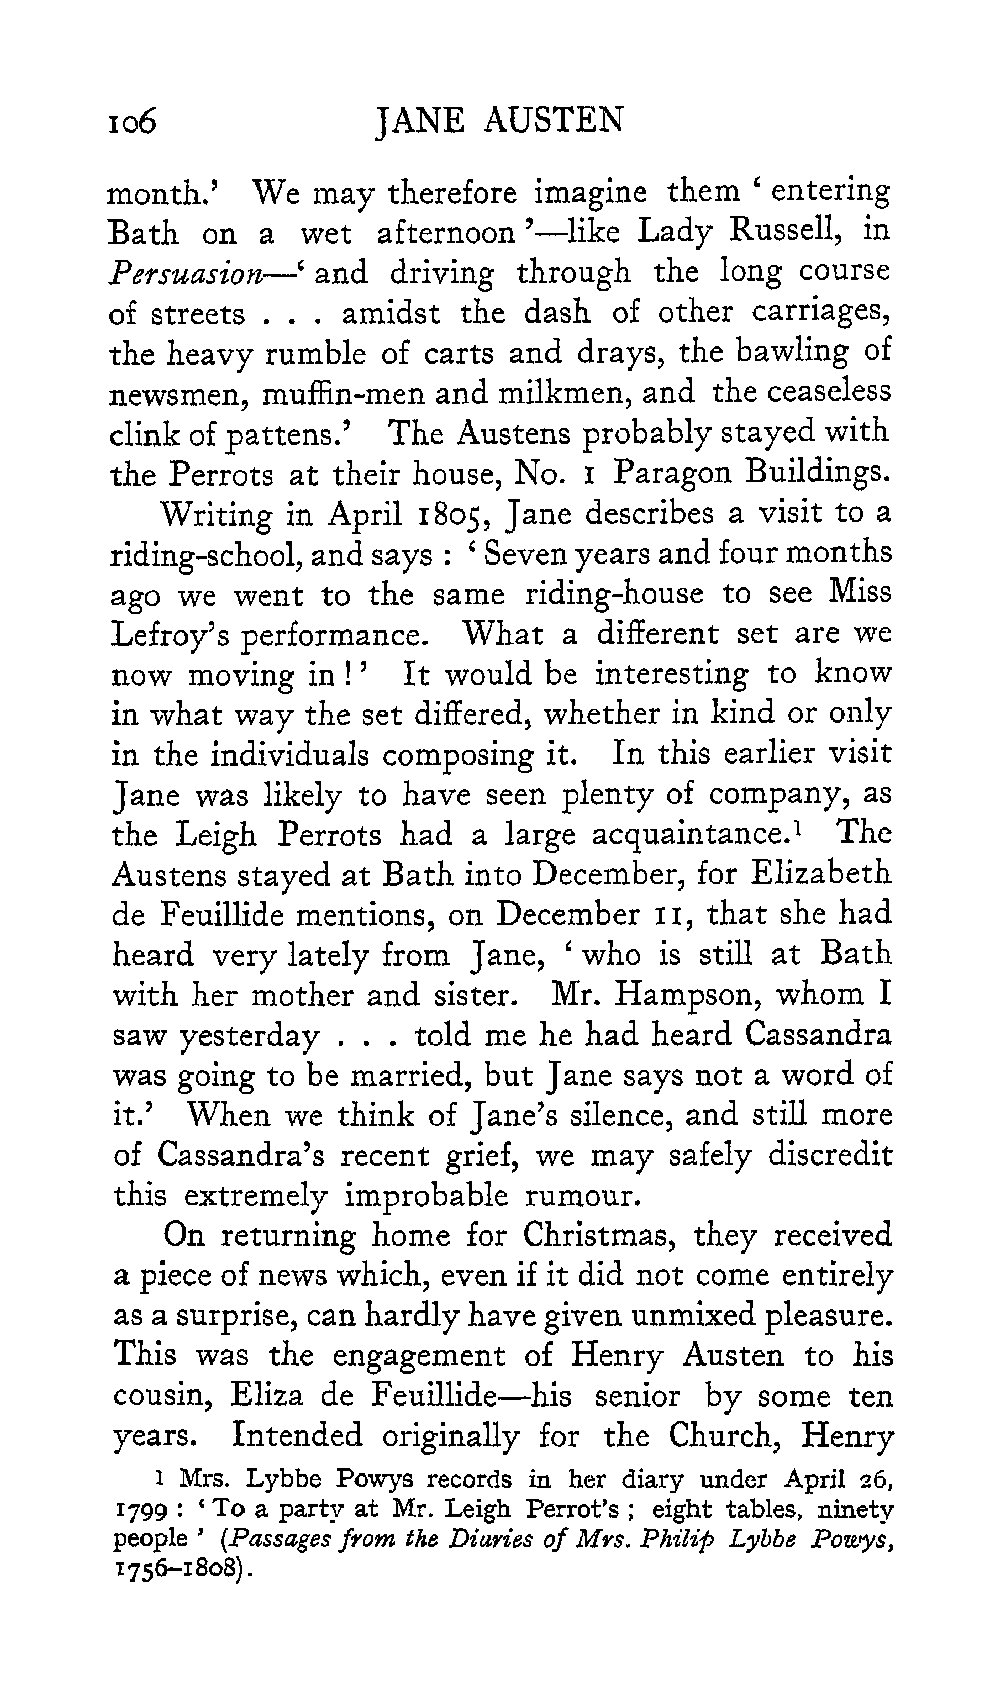 106 JANE AUSTEN
month.’ We may therefore imagine them ‘ entering
Bath on a wet afternoon ’—like Lady Russell, in
Persuasion—‘ and driving through the long course
of streets . . . amidst the dash of other carriages,
the heavy rumble of carts and drays, the bawling of
newsmen, muffin-men and milkmen, and the ceaseless
clink of pattens.’ The Austens probably stayed with
the Perrots at their house, No. 1 Paragon Buildings.
Writing in April 1805, Jane describes a visit to a
riding-school, and says : ‘ Seven years and four months
ago we went to the same riding-house to see Miss
Lefroy’s performance. What a different set are we
now moving in ! ’ It would be interesting to know
in what way the set differed, whether in kind or only
in the individuals composing it. In this earlier visit
Jane was likely to have seen plenty of company, as
the Leigh Perrots had a large acquaintance.¹ The
Austens stayed at Bath into December, for Elizabeth
de Feuillide mentions, on December 11, that she had
heard very lately from Jane, ‘ who is still at Bath
with her mother and sister. Mr. Hampson, whom I
saw yesterday . . . told me he had heard Cassandra
was going to be married, but Jane says not a word of
it.’ When we think of Jane’s silence, and still more
of Cassandra’s recent grief, we may safely discredit
this extremely improbable rumour.
On returning home for Christmas, they received
a piece of news which, even if it did not come entirely
as a surprise, can hardly have given unmixed pleasure.
This was the engagement of Henry Austen to his
cousin, Eliza de Feuillide—his senior by some ten
years. Intended originally for the Church, Henry
1 Mrs. Lybbe Powys records in her diary under April 26,
1799 : ‘ To a party at Mr. Leigh Perrot’s ; eight tables, ninety
people ’ (Passages from the Diaries of Mrs. Philip Lybbe Powys,
1756–1808).